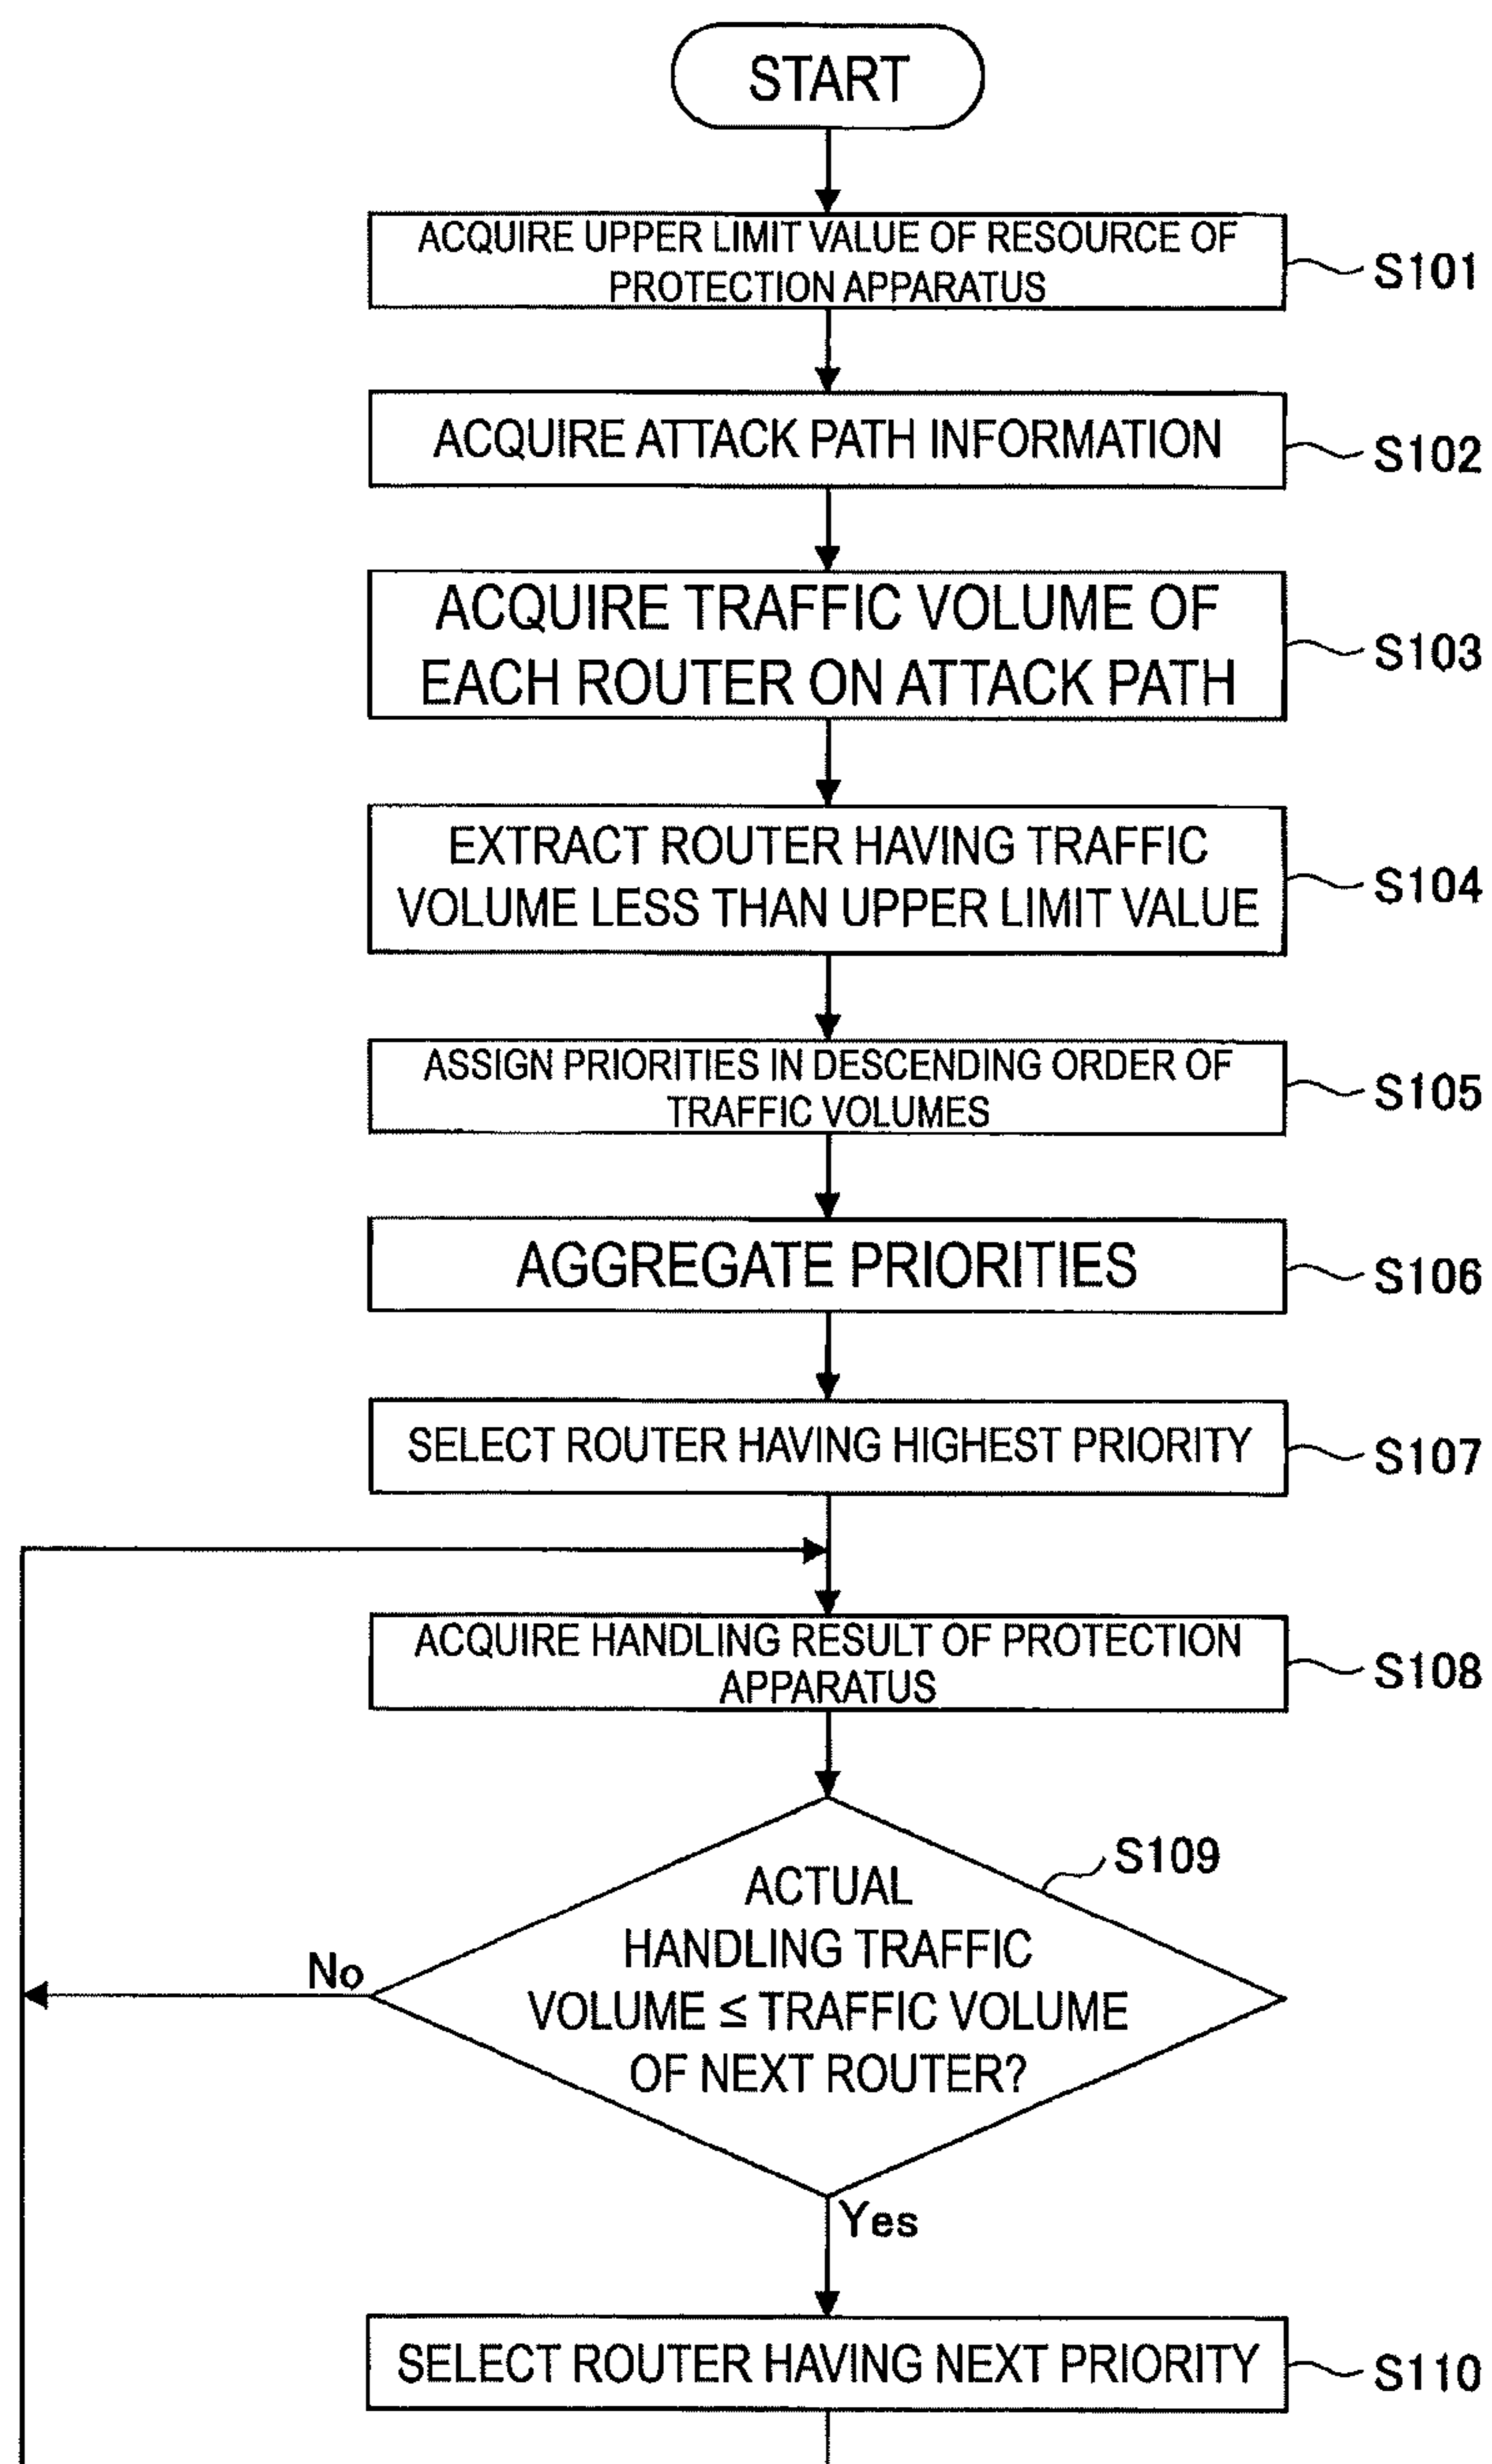 START
ACQUIRE UPPER LIMIT VALUE OF RESOURCE OF
PROTECTION APPARATUS
S101
ACQUIRE ATTACK PATH INFORMATION
S102
ACQUIRE TRAFFIC VOLUME OF
EACH ROUTER ON ATTACK PATH
S103
EXTRACT ROUTER HAVING TRAFFIC
VOLUME LESS THAN UPPER LIMIT VALUE
S104
ASSIGN PRIORITIES IN DESCENDING ORDER OF
TRAFFIC VOLUMES
S105
AGGREGATE PRIORITIES
S106
SELECT ROUTER HAVING HIGHEST PRIORITY
S107
ACQUIRE HANDLING RESULT OF PROTECTION
APPARATUS
S108
S109
ACTUAL
HANDLING TRAFFIC
VOLUME ≤ TRAFFIC VOLUME
OF NEXT ROUTER?
No
Yes
SELECT ROUTER HAVING NEXT PRIORITY
S110